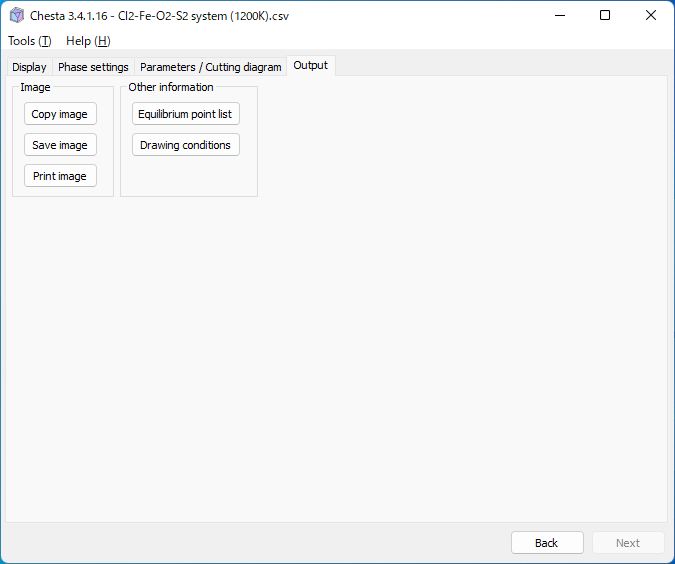 Chesta 3.4.1.16 - Cl2-Fe-O2-S2 system (1200K).csv
Tools (T) Help (H)
Display Phase settings Parameters / Cutting diagram Output
Image Other information
Copy image Equilibrium point list
Save image Drawing conditions
Print image
Back Next